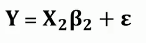 Y = X₂β₂ + ε